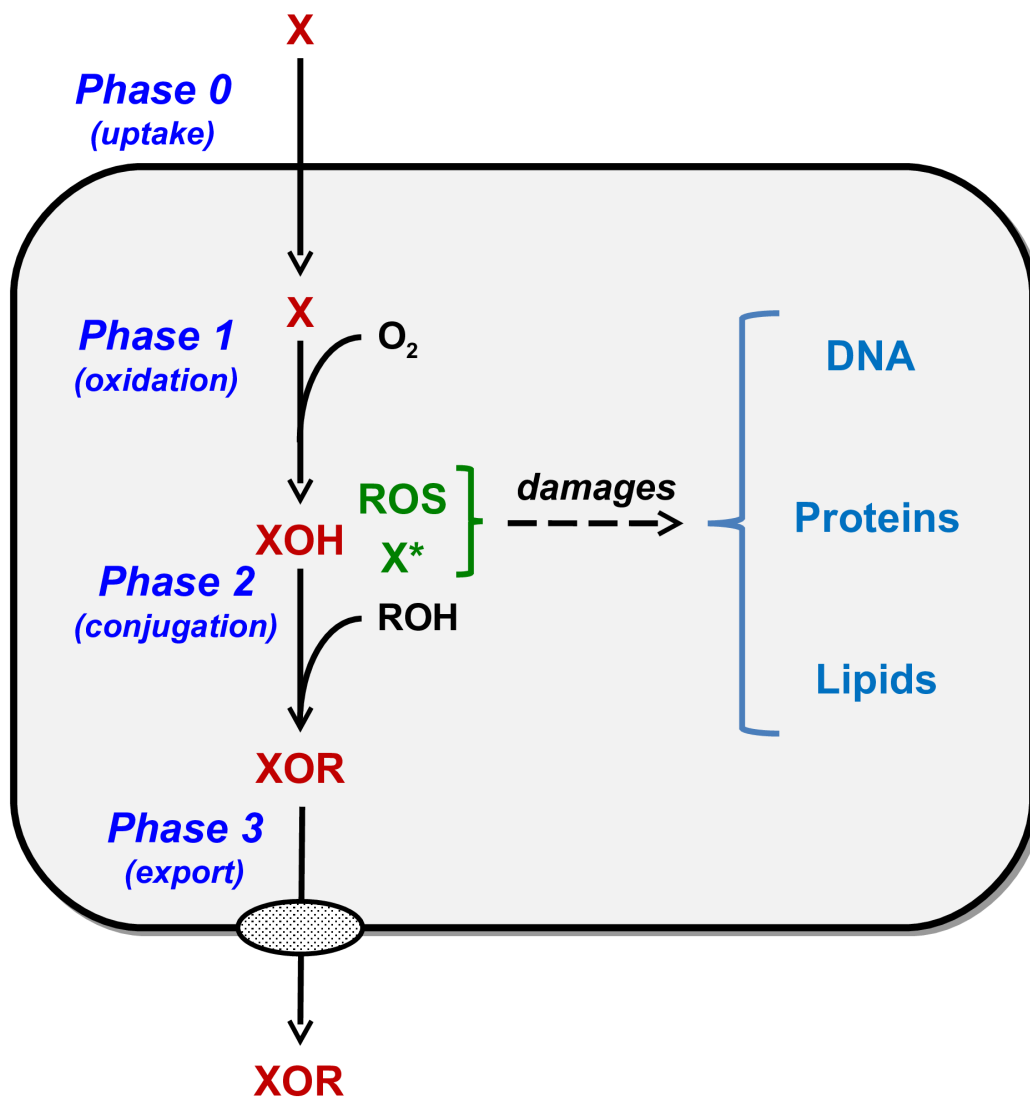 X
Phase 0
(uptake)
X
Phase 1
(oxidation)
O₂
DNA
ROS
damages
XOH
X*
Proteins
Phase 2
(conjugation)
ROH
Lipids
XOR
Phase 3
(export)
XOR